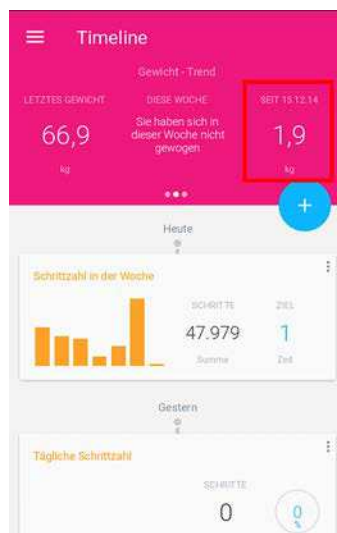 Timeline
Gewicht - Trend
LETZTES GEWICHT
DIESE WOCHE
SEIT 15.12.14
66,9
Sie haben sich in
dieser Woche nicht
gewogen
1,9
kg
kg
+
Heute
Schrittzahl in der Woche
SCHRITTE
ZIEL
47.979
1
Summe
Zeit
Gestern
Tägliche Schrittzahl
SCHRITTE
0
0
%